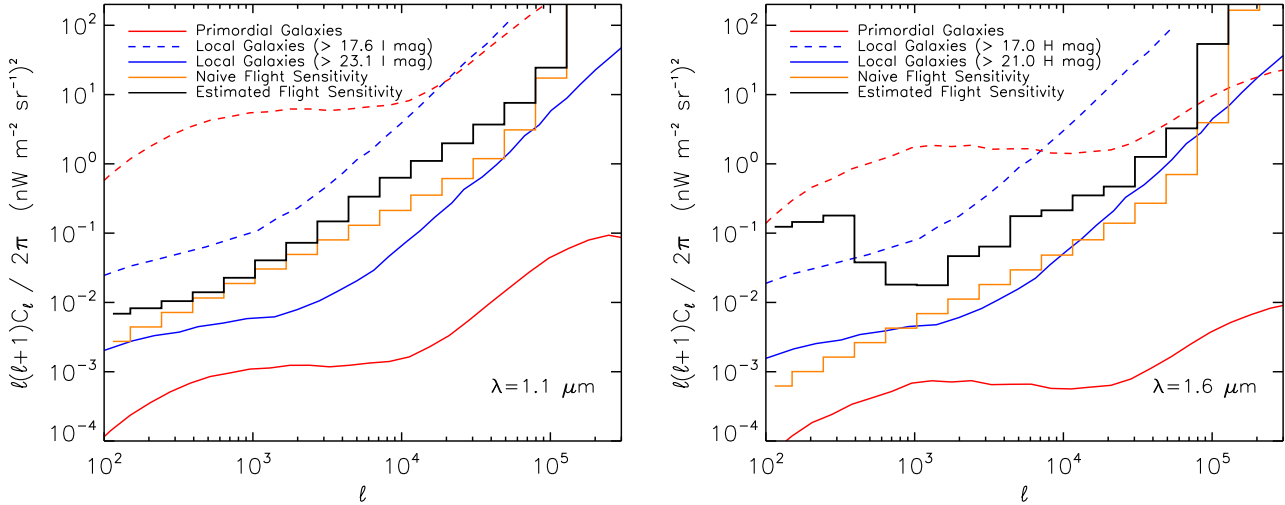 Primordial Galaxies
Local Galaxies (> 17.6 I mag)
Local Galaxies (> 23.1 I mag)
Naive Flight Sensitivity
Estimated Flight Sensitivity
ℓ(ℓ+1)Cℓ / 2π (nW m⁻² sr⁻¹)²
10²
10¹
10⁰
10⁻¹
10⁻²
10⁻³
10⁻⁴
λ=1.1 μm
10² 10³ 10⁴ 10⁵
ℓ
Primordial Galaxies
Local Galaxies (> 17.0 H mag)
Local Galaxies (> 21.0 H mag)
Naive Flight Sensitivity
Estimated Flight Sensitivity
ℓ(ℓ+1)Cℓ / 2π (nW m⁻² sr⁻¹)²
10²
10¹
10⁰
10⁻¹
10⁻²
10⁻³
10⁻⁴
λ=1.6 μm
10² 10³ 10⁴ 10⁵
ℓ